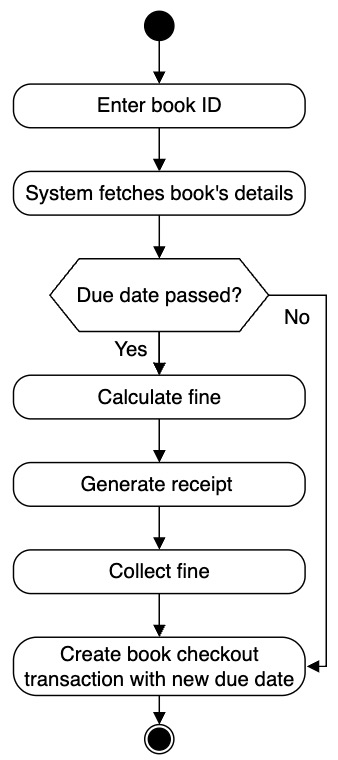 Enter book ID
System fetches book's details
Due date passed?
No
Yes
Calculate fine
Generate receipt
Collect fine
Create book checkout
transaction with new due date